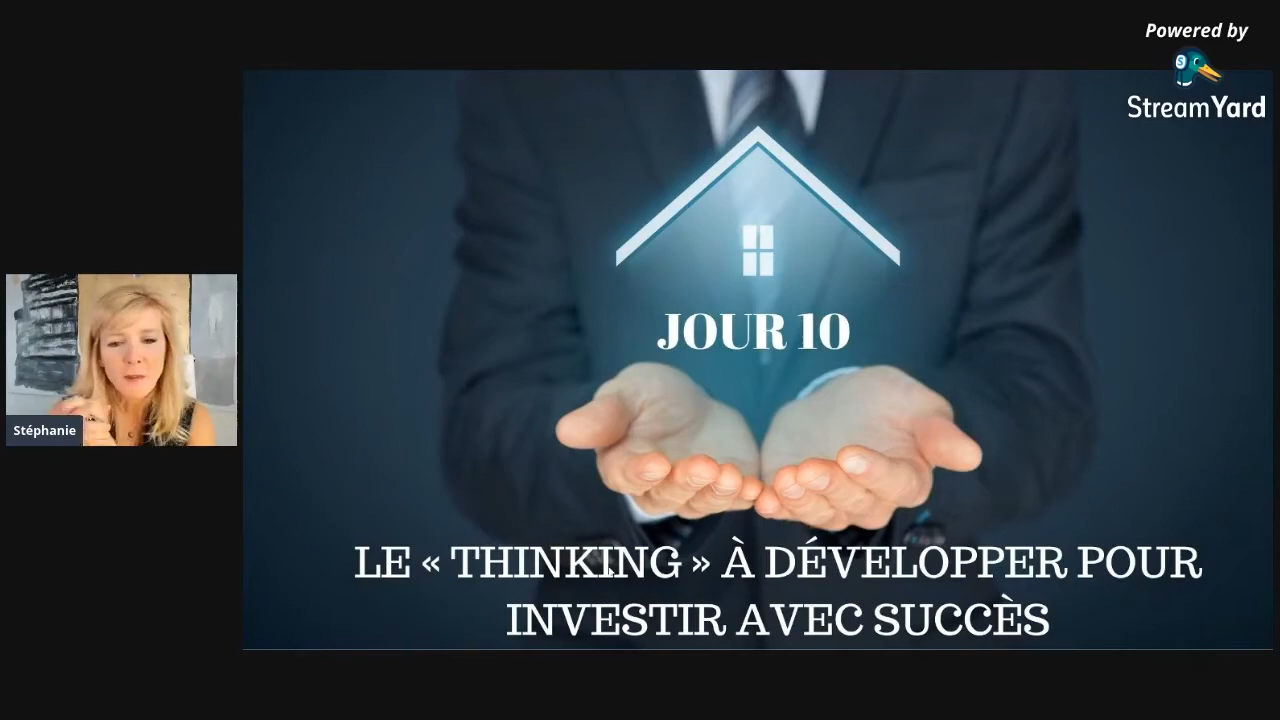 Powered by
StreamYard
JOUR 10
Stéphanie
LE « THINKING » À DÉVELOPPER POUR
INVESTIR AVEC SUCCÈS